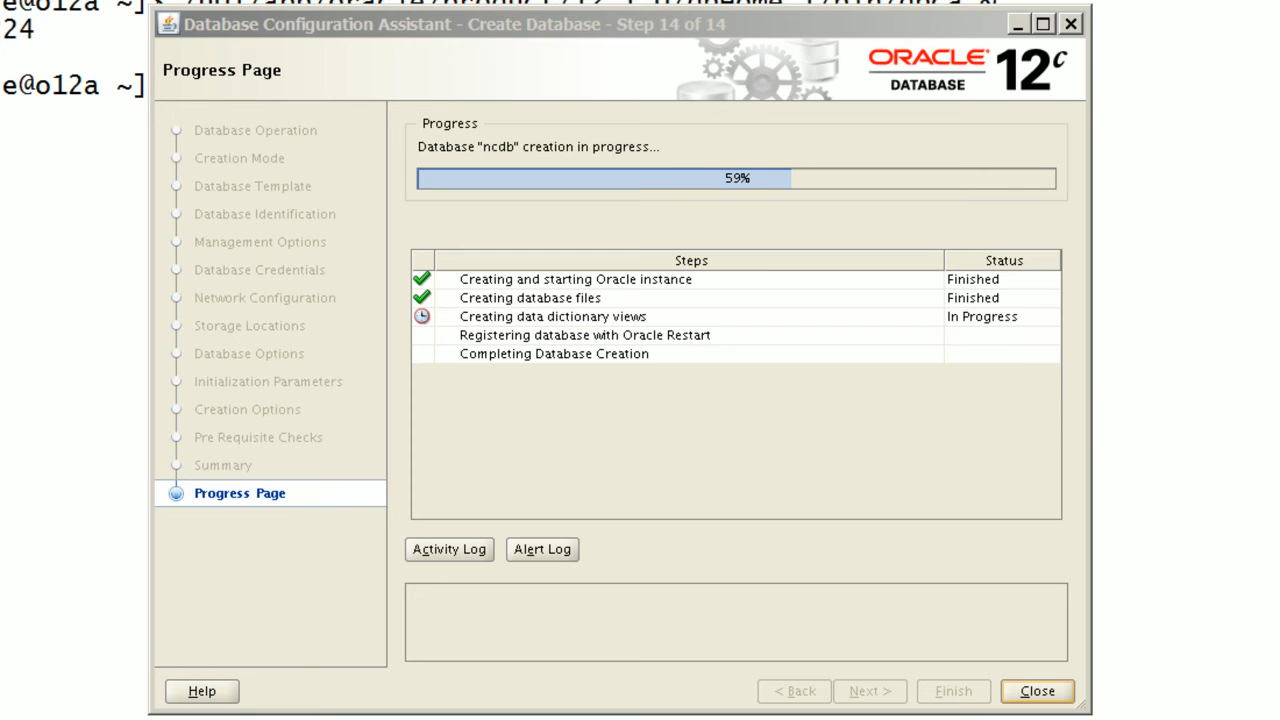 e@o12a ~]
24
e@o12a ~]
Database Configuration Assistant - Create Database - Step 14 of 14
Progress Page
ORACLE
DATABASE
12c
Database Operation
Creation Mode
Database Template
Database Identification
Management Options
Database Credentials
Network Configuration
Storage Locations
Database Options
Initialization Parameters
Creation Options
Pre Requisite Checks
Summary
Progress Page
Progress
Database "ncdb" creation in progress...
59%
Steps Status
Creating and starting Oracle instance Finished
Creating database files Finished
Creating data dictionary views In Progress
Registering database with Oracle Restart
Completing Database Creation
Activity Log Alert Log
Help < Back Next > Finish Close